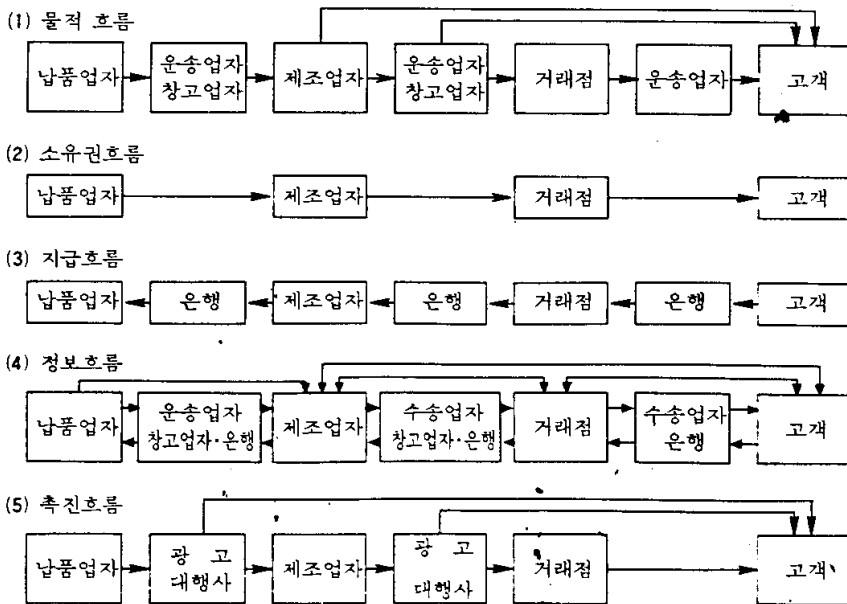 (1) 물적 흐름
납품업자
운송업자
창고업자
제조업자
운송업자
창고업자
거래점
운송업자
고객
(2) 소유권흐름
납품업자
제조업자
거래점
고객
(3) 지급흐름
납품업자
은행
제조업자
은행
거래점
은행
고객
(4) 정보흐름
납품업자
운송업자
창고업자·은행
제조업자
수송업자
창고업자·은행
거래점
수송업자
은행
고객
(5) 촉진흐름
납품업자
광 고
대행사
제조업자
광 고
대행사
거래점
고객